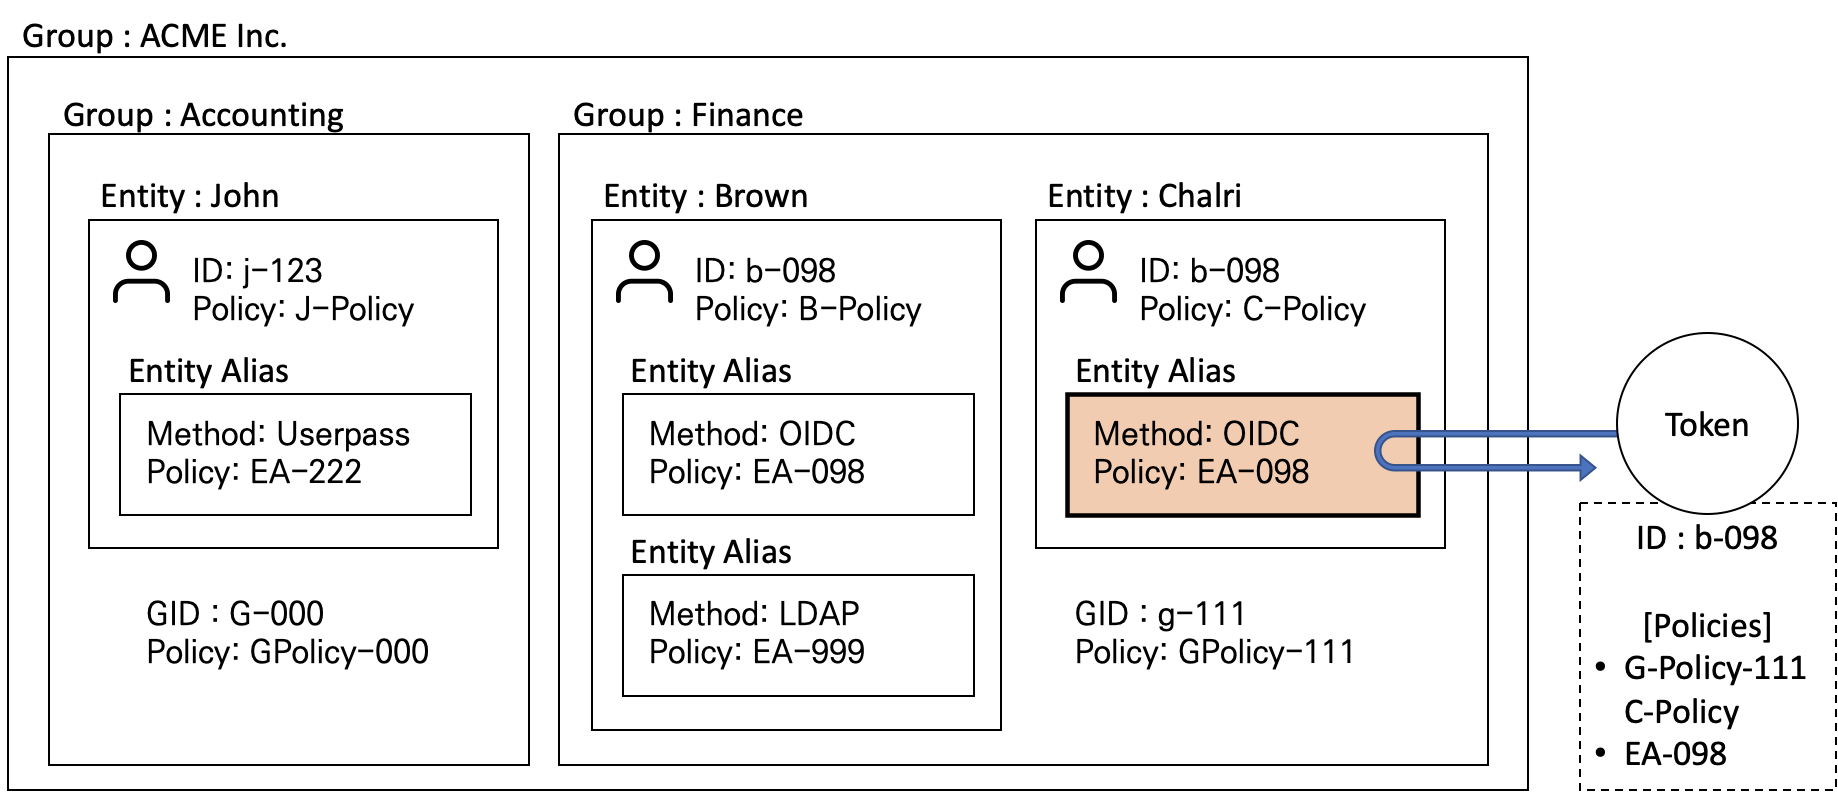 Group : ACME Inc.
Group : Accounting
Entity : John
ID: j-123
Policy: J-Policy
Entity Alias
Method: Userpass
Policy: EA-222
GID : G-000
Policy: GPolicy-000
Group : Finance
Entity : Brown
ID: b-098
Policy: B-Policy
Entity Alias
Method: OIDC
Policy: EA-098
Entity Alias
Method: LDAP
Policy: EA-999
Entity : Chalri
ID: b-098
Policy: C-Policy
Entity Alias
Method: OIDC
Policy: EA-098
GID : g-111
Policy: GPolicy-111
Token
ID : b-098
[Policies]
• G-Policy-111
C-Policy
• EA-098